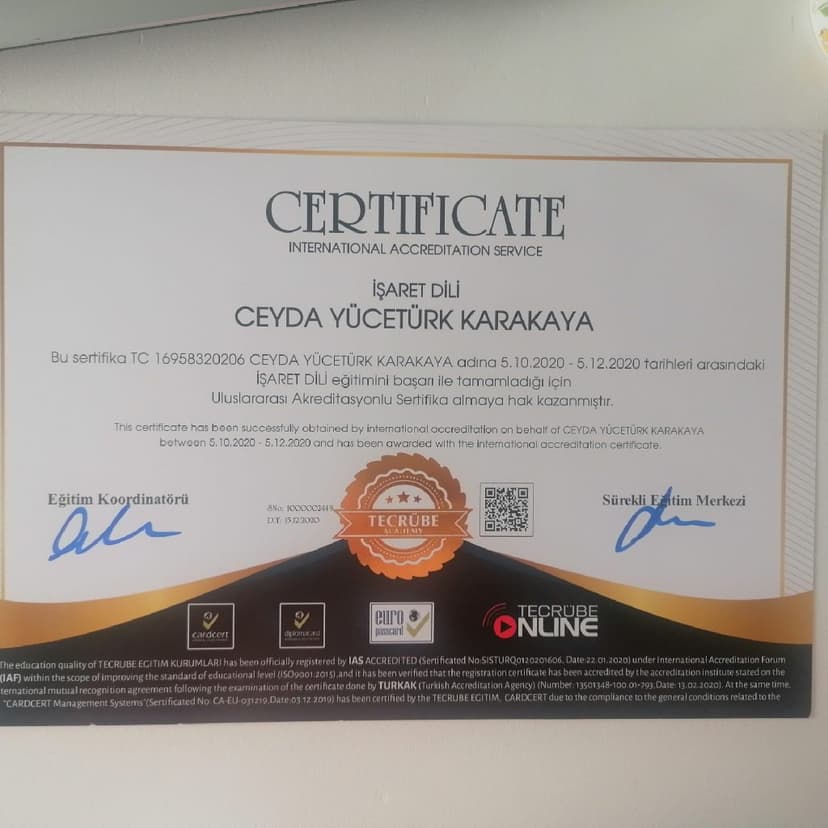 CERTIFICATE
INTERNATIONAL ACCREDITATION SERVICE
İŞARET DİLİ
CEYDA YÜCETÜRK KARAKAYA
Bu sertifika TC 16958320206 CEYDA YÜCETÜRK KARAKAYA adına 5.10.2020 - 5.12.2020 tarihleri arasındaki
İŞARET DİLİ eğitimini başarı ile tamamladığı için
Uluslararası Akreditasyonlu Sertifika almaya hak kazanmıştır.
This certificate has been successfully obtained by international accreditation on behalf of CEYDA YÜCETÜRK KARAKAYA
between 5.10.2020 - 5.12.2020 and has been awarded with the international accreditation certificate.
Eğitim Koordinatörü
SNo: 1000002449
D.T: 15.12.2020
TECRÜBE
ACADEMY
Sürekli Eğitim Merkezi
cardcert
diplomacard
euro
passcard
TECRÜBE
ONLINE
The education quality of TECRUBE EGITIM KURUMLARI has been officially registered by IAS ACCREDITED (Sertificated No:SISTURQ0120201606, Date:22.01.2020) under International Accreditation Forum
(IAF) within the scope of improving the standard of educational level (ISO9001:2015),and it has been verified that the registration certificate has been accredited by the accreditation institute stated on the
ternational mutual recognition agreement following the examination of the certificate done by TURKAK (Turkish Accreditation Agency) (Number: 13501348-100.01-793,Date: 13.02.2020). At the same time,
"CARDCERT Management Systems"(Sertificated No: CA-EU-031219,Date:03.12.2019) has been certified by the TECRUBE EGITIM, CARDCERT due to the compliance to the general conditions related to the